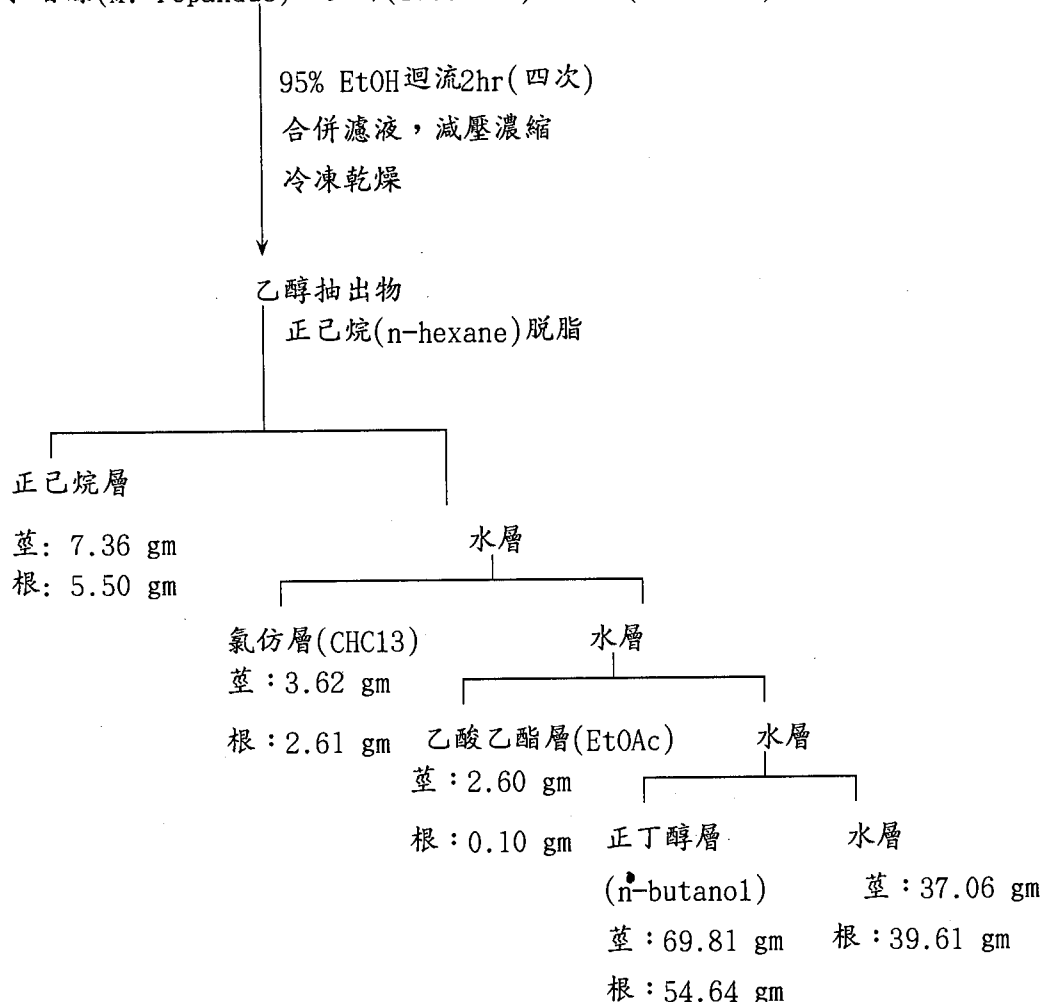 95% EtOH迴流2hr(四次)
合併濾液，減壓濃縮
冷凍乾燥
乙醇抽出物
正己烷(n-hexane)脫脂
正己烷層
莖: 7.36 gm
根: 5.50 gm
水層
氯仿層(CHCl3)
莖：3.62 gm
根：2.61 gm
水層
乙酸乙酯層(EtOAc)
莖：2.60 gm
根：0.10 gm
水層
正丁醇層
(n-butanol)
莖：69.81 gm
根：54.64 gm
水層
莖：37.06 gm
根：39.61 gm